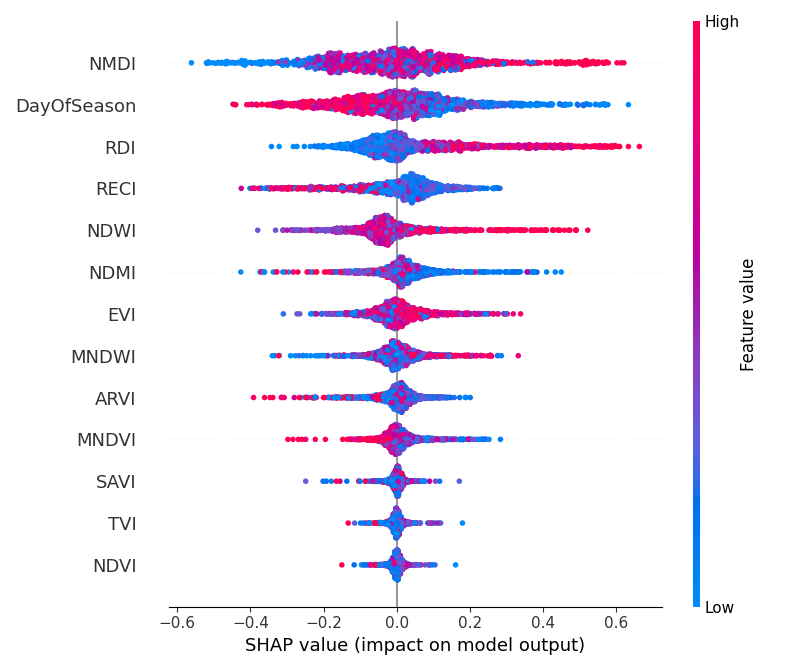 High
NMDI
DayOfSeason
RDI
RECI
NDWI
NDMI
EVI
MNDWI
ARVI
MNDVI
SAVI
TVI
NDVI
Feature value
Low
−0.6 −0.4 −0.2 0.0 0.2 0.4 0.6
SHAP value (impact on model output)